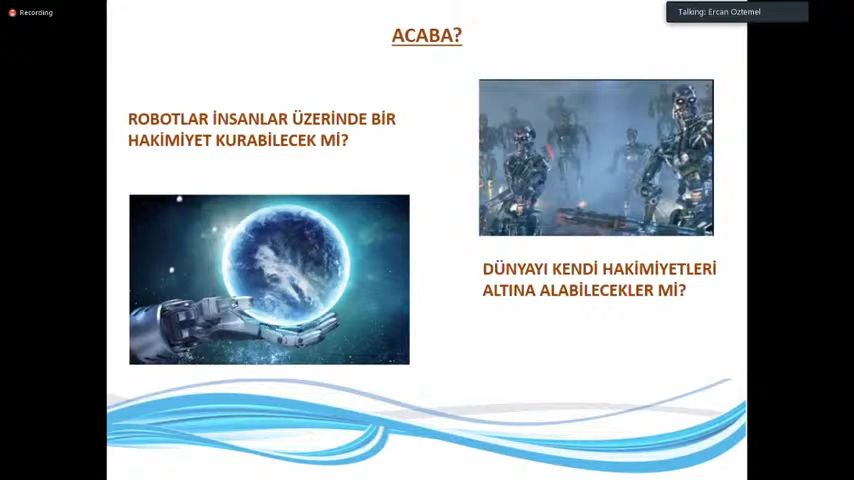 Recording
Talking: Ercan Oztemel
ACABA?
ROBOTLAR İNSANLAR ÜZERİNDE BİR
HAKİMİYET KURABİLECEK Mİ?
DÜNYAYI KENDİ HAKİMİYETLERİ
ALTINA ALABİLECEKLER Mİ?